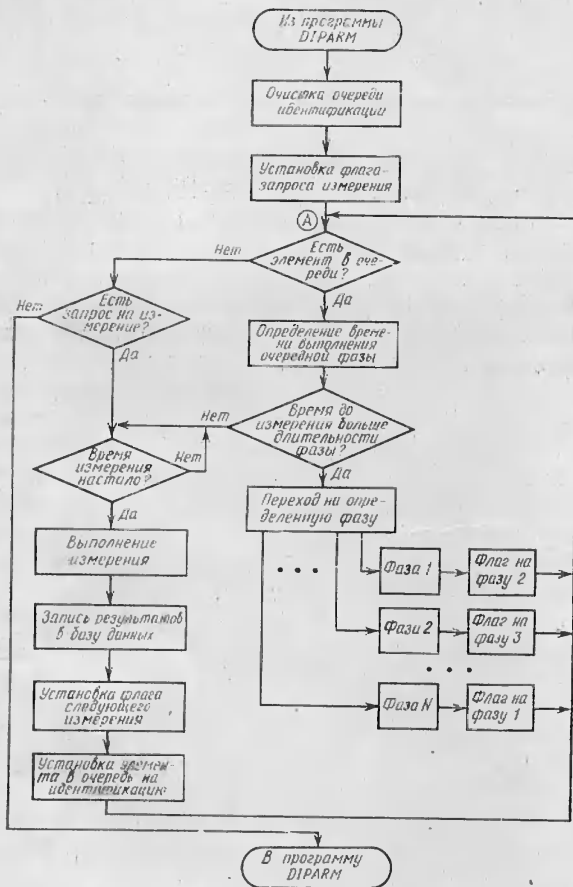 Из программы
DIPARM
Очистка очереди
идентификации
Установка флага-
запроса измерения
А
Нет
Есть
элемент в оче-
реди?
Да
Нет
Есть
запрос на из-
мерение?
Да
Определение време-
ни выполнения
очередной фазы
Нет
Время до
измерения больше
длительности
фазы?
Да
Время
измерения
настало?
Нет
Да
Переход на опре-
деленную фазу
Выполнение
измерения
• • •
Фаза 1
Флаг на
фазу 2
Запись результатов
в базу данных
Фаза 2
Флаг на
фазу 3
• • •
Установка флага
следующего
измерения
Фаза N
Флаг на
фазу 1
Установка элемен-
та в очередь на
идентификацию
В программу
DIPARM